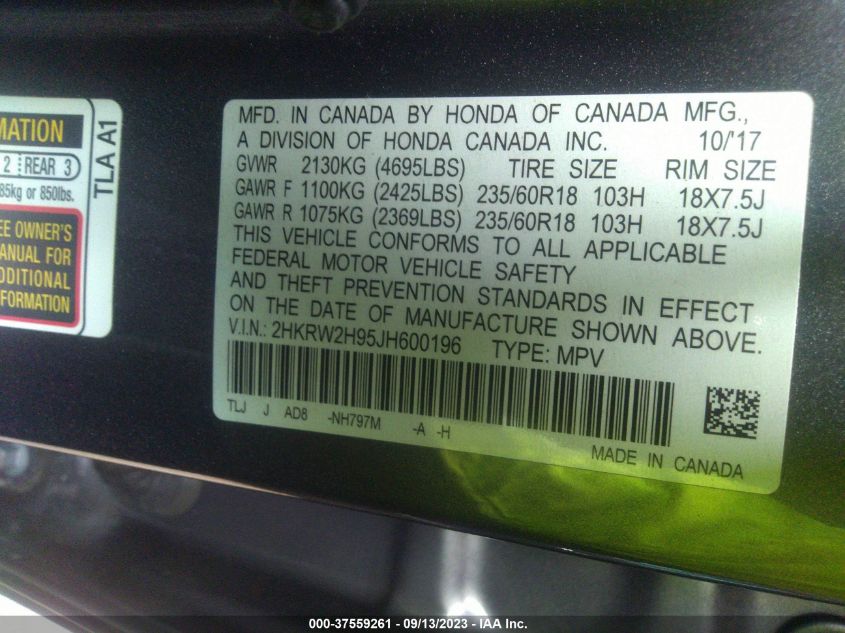 MATION
2 REAR 3
85kg or 850lbs.
EE OWNER'S
MANUAL FOR
DDITIONAL
FORMATION
TLA A1
MFD. IN CANADA BY HONDA OF CANADA MFG.,
A DIVISION OF HONDA CANADA INC. 10/'17
GVWR 2130KG (4695LBS) TIRE SIZE RIM SIZE
GAWR F 1100KG (2425LBS) 235/60R18 103H 18X7.5J
GAWR R 1075KG (2369LBS) 235/60R18 103H 18X7.5J
THIS VEHICLE CONFORMS TO ALL APPLICABLE
FEDERAL MOTOR VEHICLE SAFETY
AND THEFT PREVENTION STANDARDS IN EFFECT
ON THE DATE OF MANUFACTURE SHOWN ABOVE.
V.I.N.: 2HKRW2H95JH600196 TYPE: MPV
TLJ J AD8 -NH797M -A -H
MADE IN CANADA
000-37559261 - 09/13/2023 - IAA Inc.